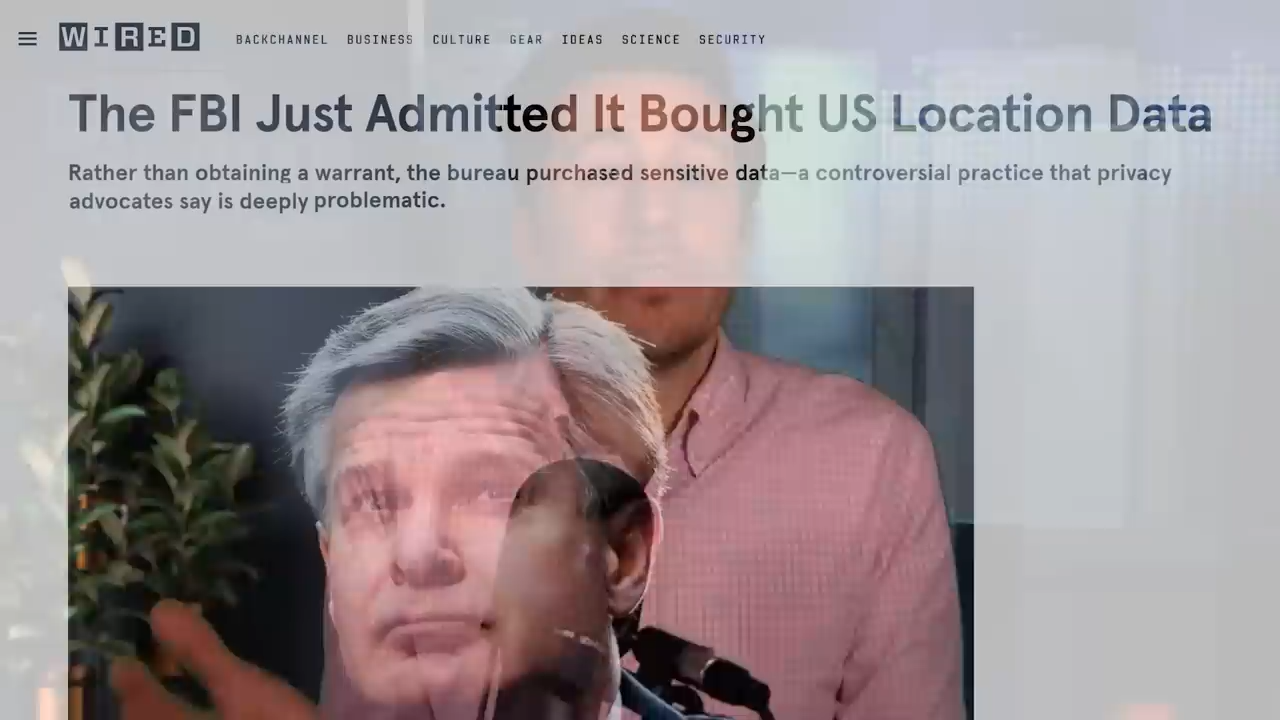 WIRED
BACKCHANNEL BUSINESS CULTURE GEAR IDEAS SCIENCE SECURITY
The FBI Just Admitted It Bought US Location Data
Rather than obtaining a warrant, the bureau purchased sensitive data—a controversial practice that privacy
advocates say is deeply problematic.